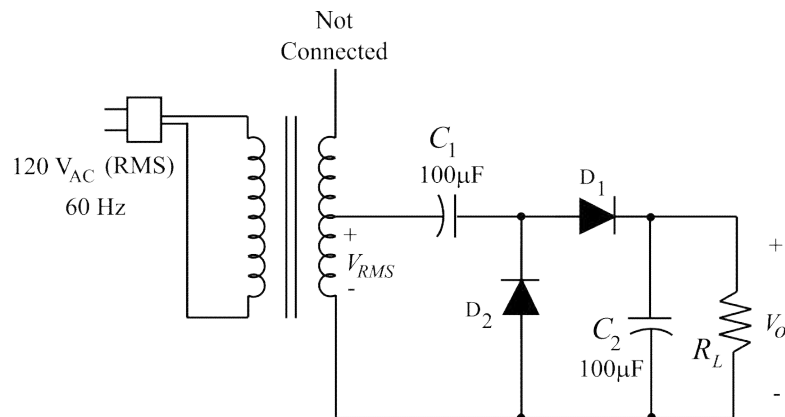 Not
Connected
120 V_AC (RMS)
60 Hz
+
V_RMS
-
C_1
100μF
D_1
D_2
C_2
100μF
R_L
+
V_O
-